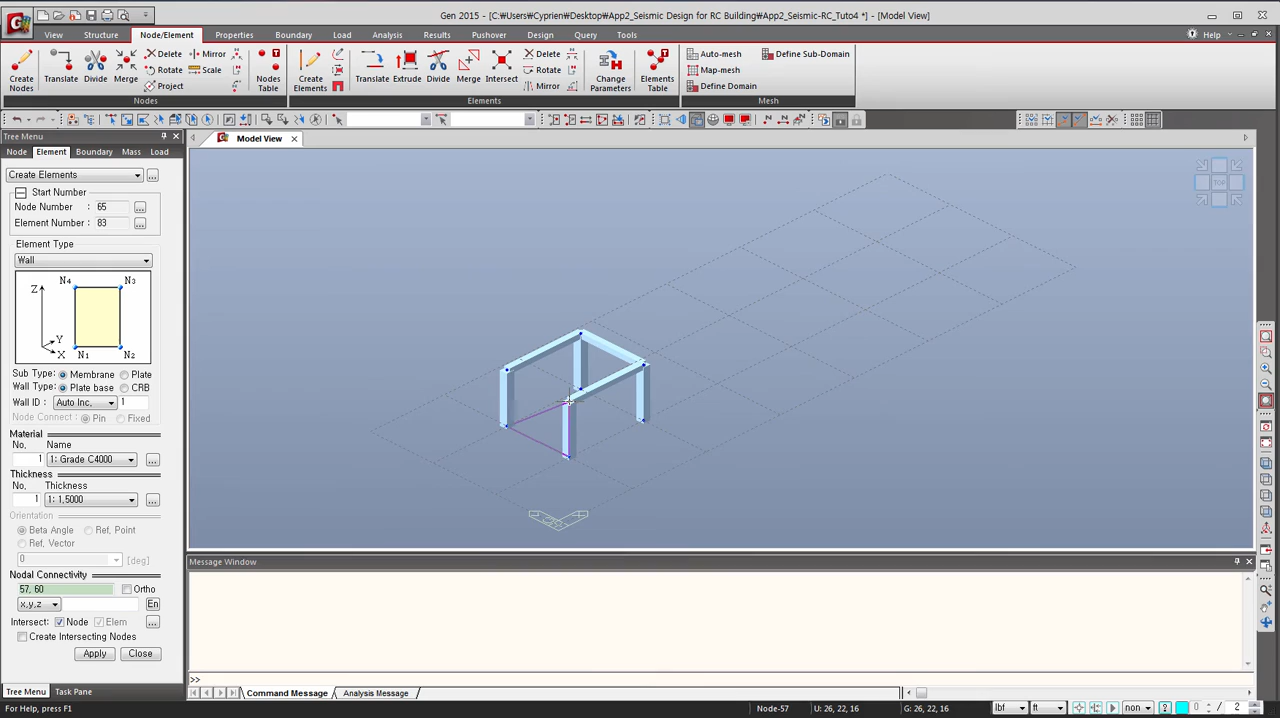 Gen 2015 - [C:\Users\Cyprien\Desktop\App2_Seismic Design for RC Building\App2_Seismic-RC_Tuto4 *] - [Model View]
View Structure Node/Element Properties Boundary Load Analysis Results Pushover Design Query Tools Help
Create Nodes
Translate
Divide
Merge
Delete
Rotate
Project
Mirror
Scale
Nodes Table
Nodes
Create Elements
Translate
Extrude
Divide
Merge
Intersect
Delete
Rotate
Mirror
Change Parameters
Elements Table
Elements
Auto-mesh
Map-mesh
Define Domain
Define Sub-Domain
Mesh
Tree Menu
Model View
Node Element Boundary Mass Load
Create Elements
Start Number
Node Number : 65
Element Number : 83
Element Type
Wall
N4 N3
Z
Y
X
N1 N2
Sub Type: Membrane Plate
Wall Type: Plate base CRB
Wall ID : Auto Inc, 1
Node Connect: Pin Fixed
Material
No, Name
1 1: Grade C4000
Thickness
No, Thickness
1 1: 1,5000
Orientation
Beta Angle Ref, Point
Ref, Vector
0 [deg]
Nodal Connectivity
57, 60 Ortho
x,y,z En
Intersect: Node Elem
Create Intersecting Nodes
Apply Close
Tree Menu Task Pane
TOP
Message Window
>>
Command Message Analysis Message
For Help, press F1
Node-57
U: 26, 22, 16
G: 26, 22, 16
lbf ft non 0 / 2